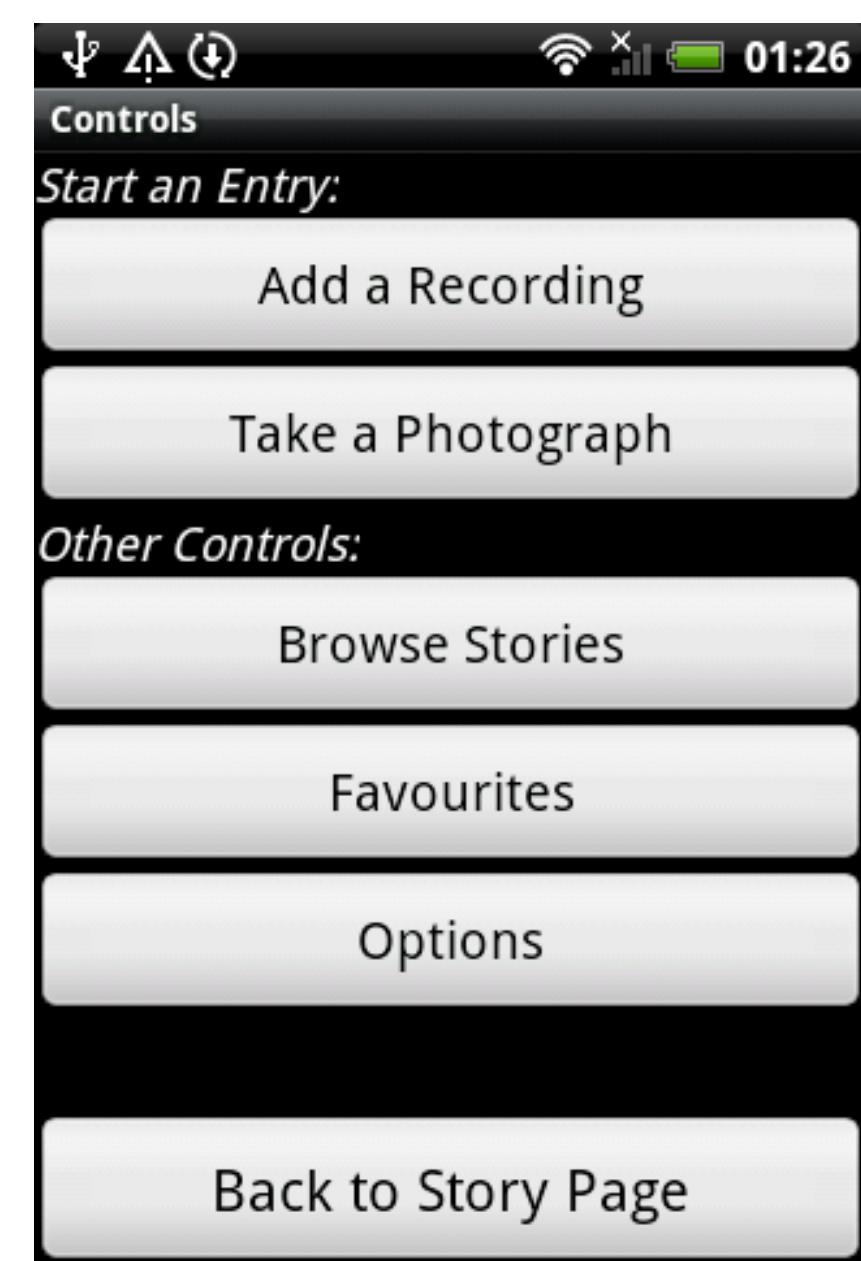 01:26
Controls
Start an Entry:
Add a Recording
Take a Photograph
Other Controls:
Browse Stories
Favourites
Options
Back to Story Page